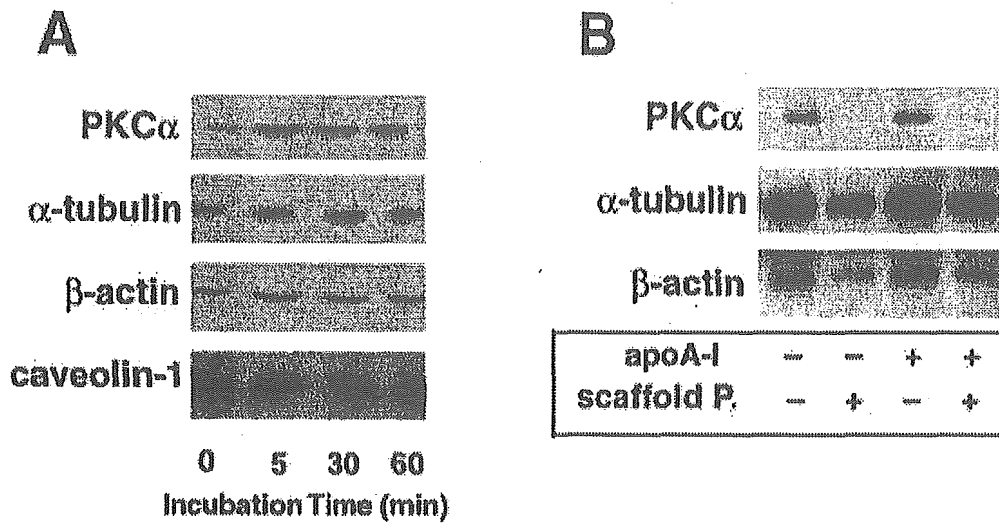 A
PKCα
α-tubulin
β-actin
caveolin-1
0 5 30 60
Incubation Time (min)
B
PKCα
α-tubulin
β-actin
apoA-I - - + +
scaffold P. - + - +